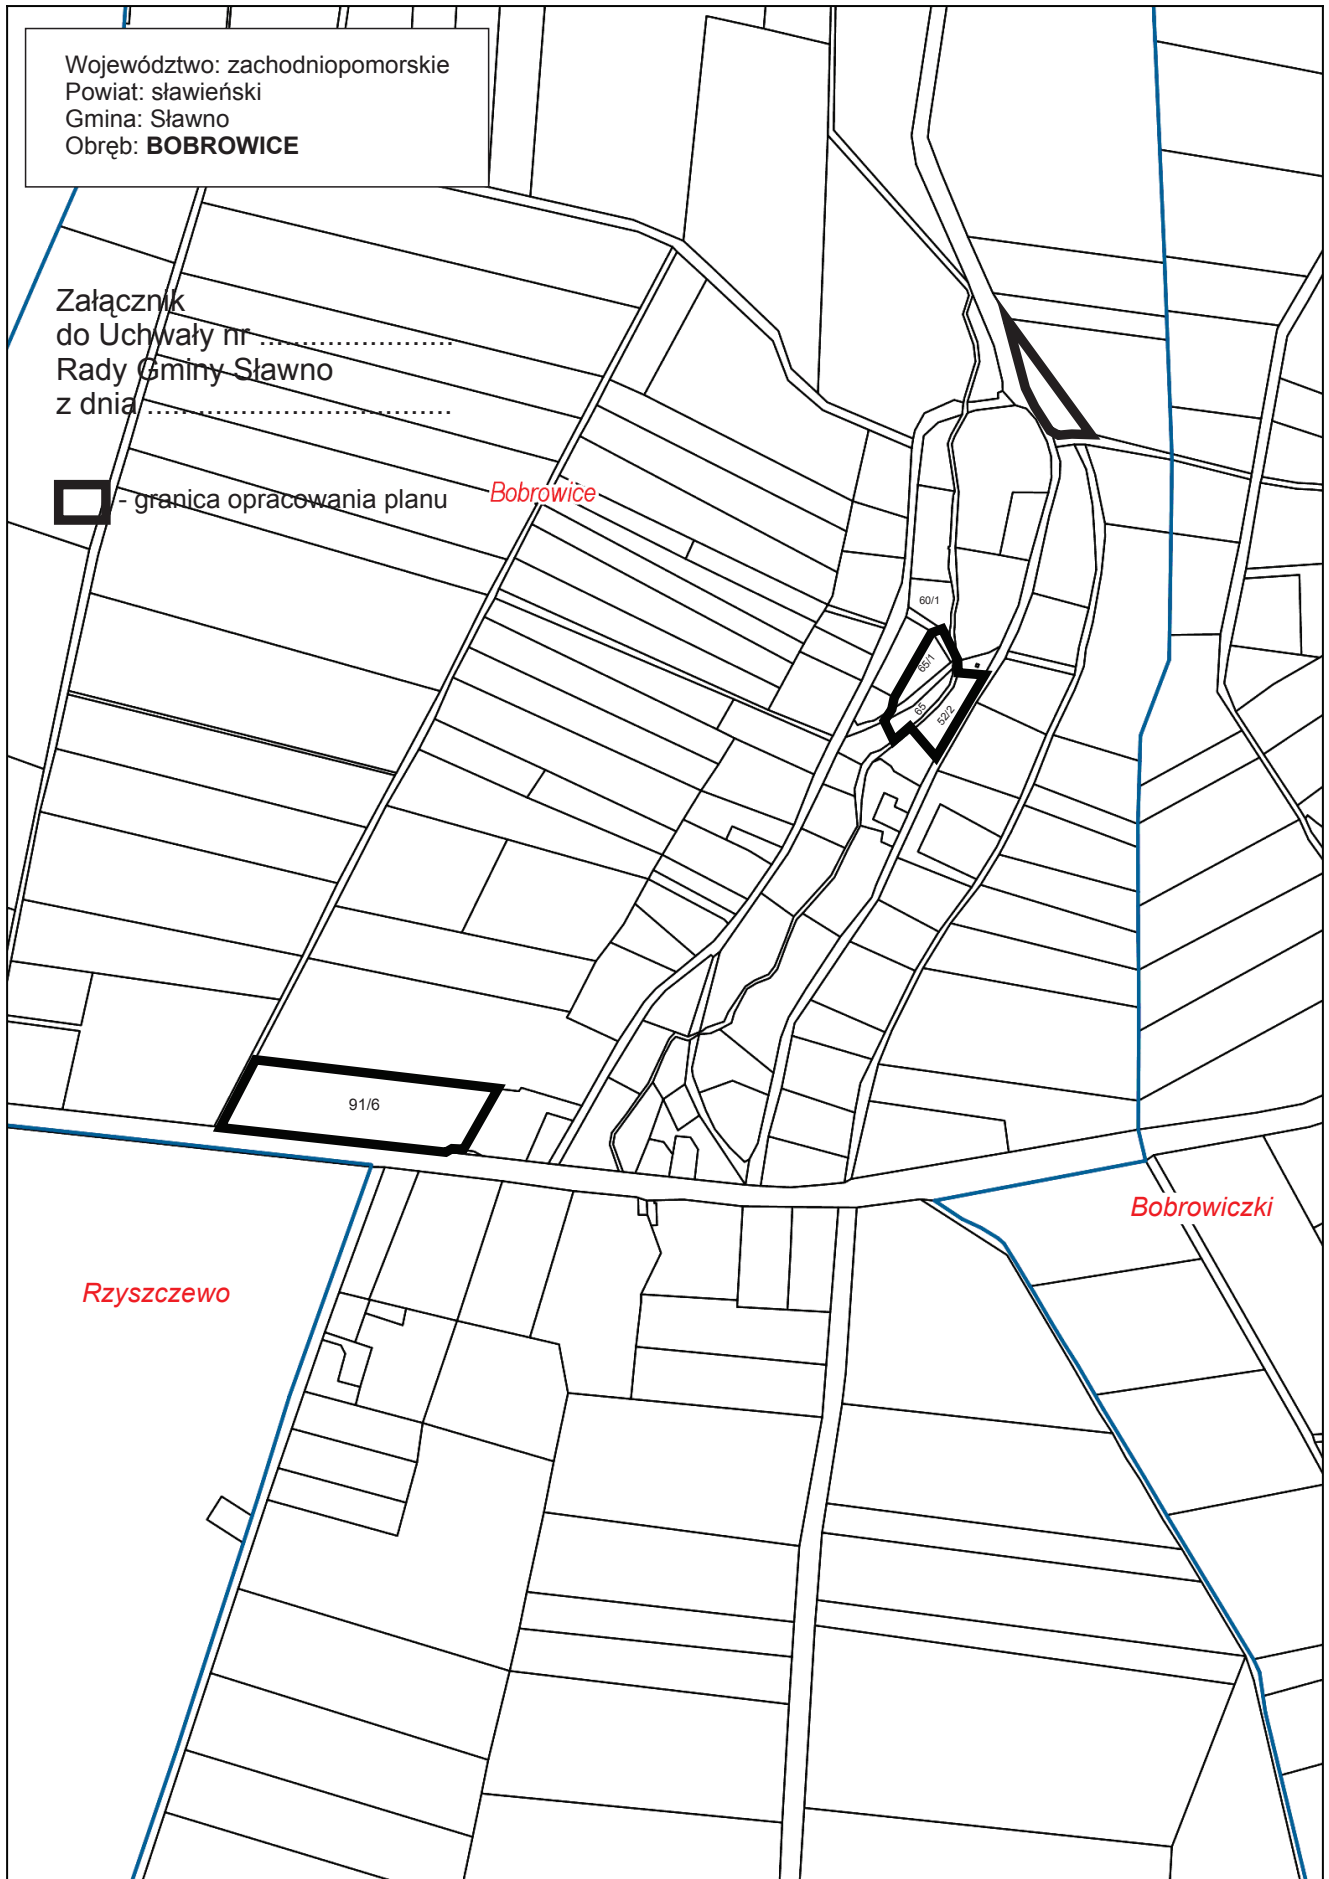 Województwo: zachodniopomorskie
Powiat: sławieński
Gmina: Sławno
Obręb: BOBROWICE
Załącznik
do Uchwały nr ......................
Rady Gminy Sławno
z dnia ..................................
- granica opracowania planu
Bobrowice
60/1
65/1
65
52/2
91/6
Bobrowiczki
Rzyszczewo